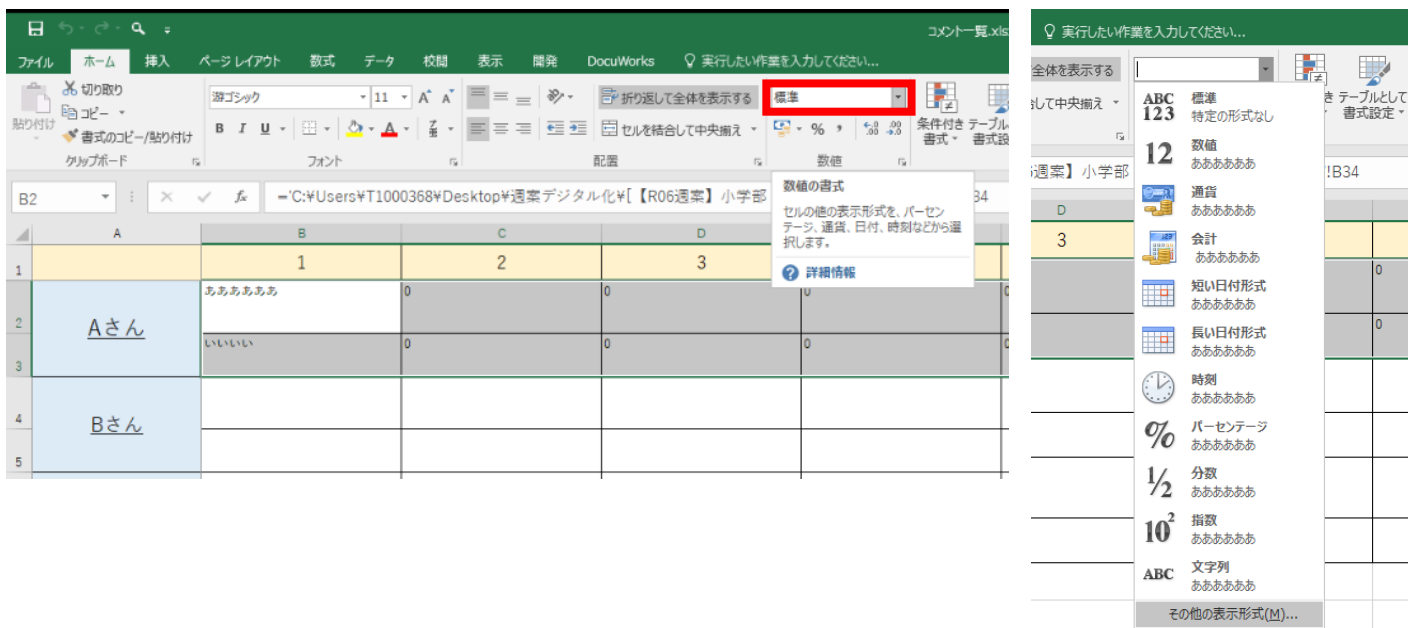 コメント一覧.xls
ファイル ホーム 挿入 ページ レイアウト 数式 データ 校閲 表示 開発 DocuWorks 実行したい作業を入力してください...
貼り付け
切り取り
コピー
書式のコピー/貼り付け
クリップボード
游ゴシック 11 A A
B I U A
フォント
折り返して全体を表示する
セルを結合して中央揃え
配置
標準
% ,
数値
条件付き
書式
テーブル
書式設
B2 fx ='C:¥Users¥T1000368¥Desktop¥週案デジタル化¥[【R06週案】小学部 34
数値の書式
セルの値の表示形式を、パーセン
テージ、通貨、日付、時刻などから選
択します。
詳細情報
A B C D
1 1 2 3
2 Aさん ああああああ 0 0 0
3 いいいい 0 0 0
4 Bさん
5
実行したい作業を入力してください...
全体を表示する
して中央揃え
き テーブルとして
書式設定
週案】小学部 !B34
D
3
0
0
ABC
123
標準
特定の形式なし
12 数値
ああああああ
通貨
ああああああ
会計
ああああああ
短い日付形式
ああああああ
長い日付形式
ああああああ
時刻
ああああああ
% パーセンテージ
ああああああ
1/2 分数
ああああああ
10² 指数
ああああああ
ABC 文字列
ああああああ
その他の表示形式(M)...